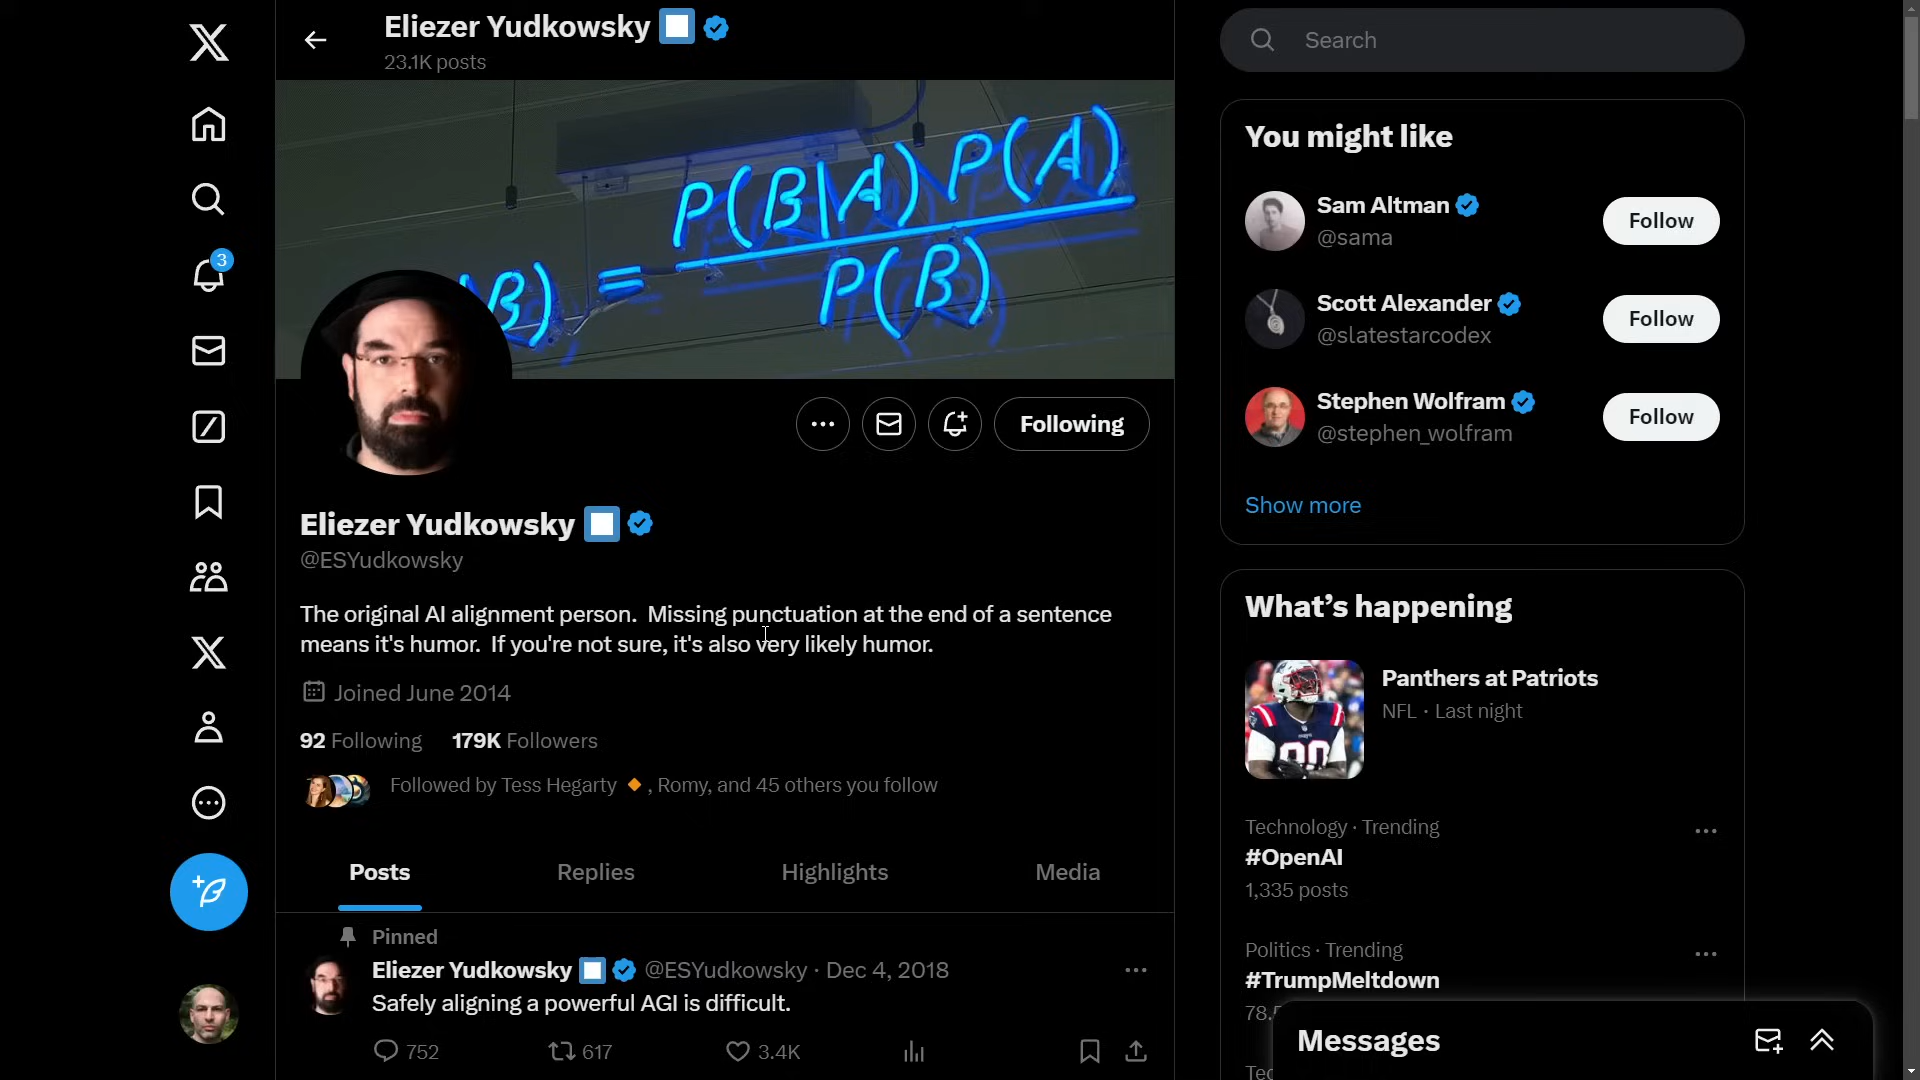 Eliezer Yudkowsky
23.1K posts
P(B|A) P(A)
B) =
P(B)
Following
Eliezer Yudkowsky
@ESYudkowsky
The original AI alignment person.  Missing punctuation at the end of a sentence
means it's humor.  If you're not sure, it's also very likely humor.
Joined June 2014
92 Following 179K Followers
Followed by Tess Hegarty 🔸, Romy, and 45 others you follow
Posts Replies Highlights Media
Pinned
Eliezer Yudkowsky @ESYudkowsky · Dec 4, 2018
Safely aligning a powerful AGI is difficult.
752 617 3.4K
3
Search
You might like
Sam Altman
@sama
Follow
Scott Alexander
@slatestarcodex
Follow
Stephen Wolfram
@stephen_wolfram
Follow
Show more
What's happening
Panthers at Patriots
NFL · Last night
Technology · Trending
#OpenAI
1,335 posts
Politics · Trending
#TrumpMeltdown
Messages